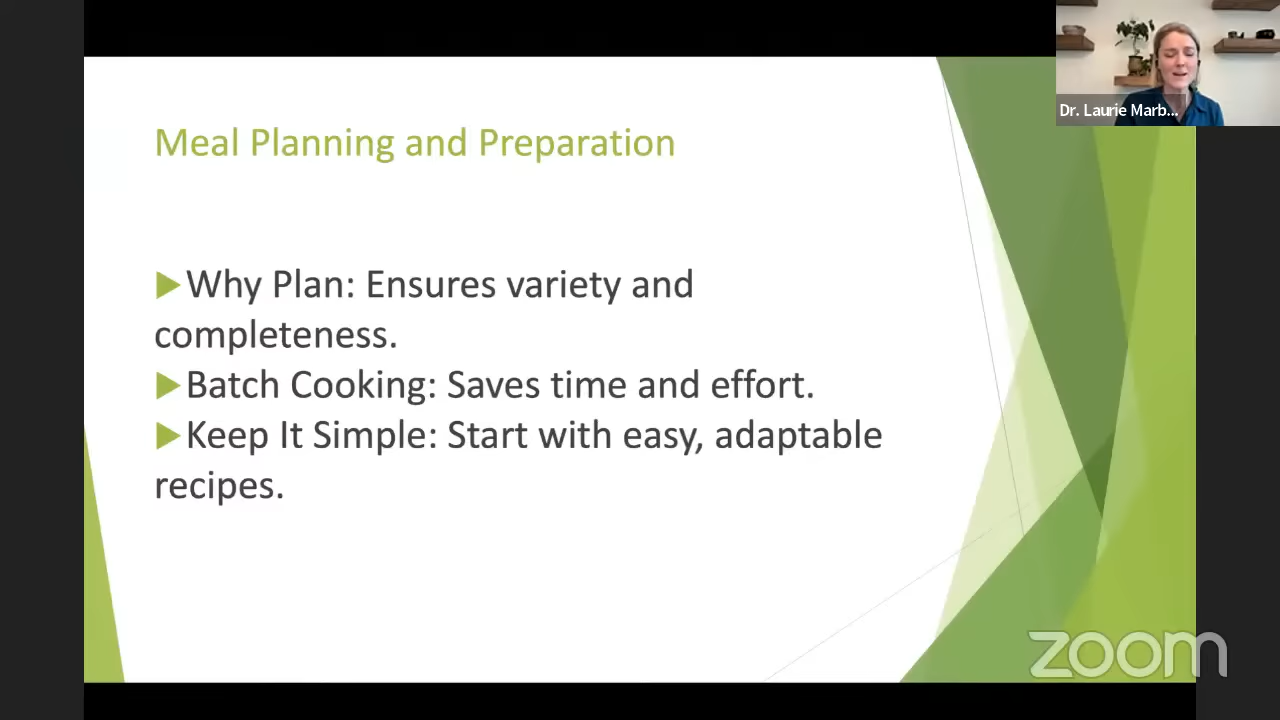 Dr. Laurie Marb...
Meal Planning and Preparation
▶Why Plan: Ensures variety and
completeness.
▶Batch Cooking: Saves time and effort.
▶Keep It Simple: Start with easy, adaptable
recipes.
zoom